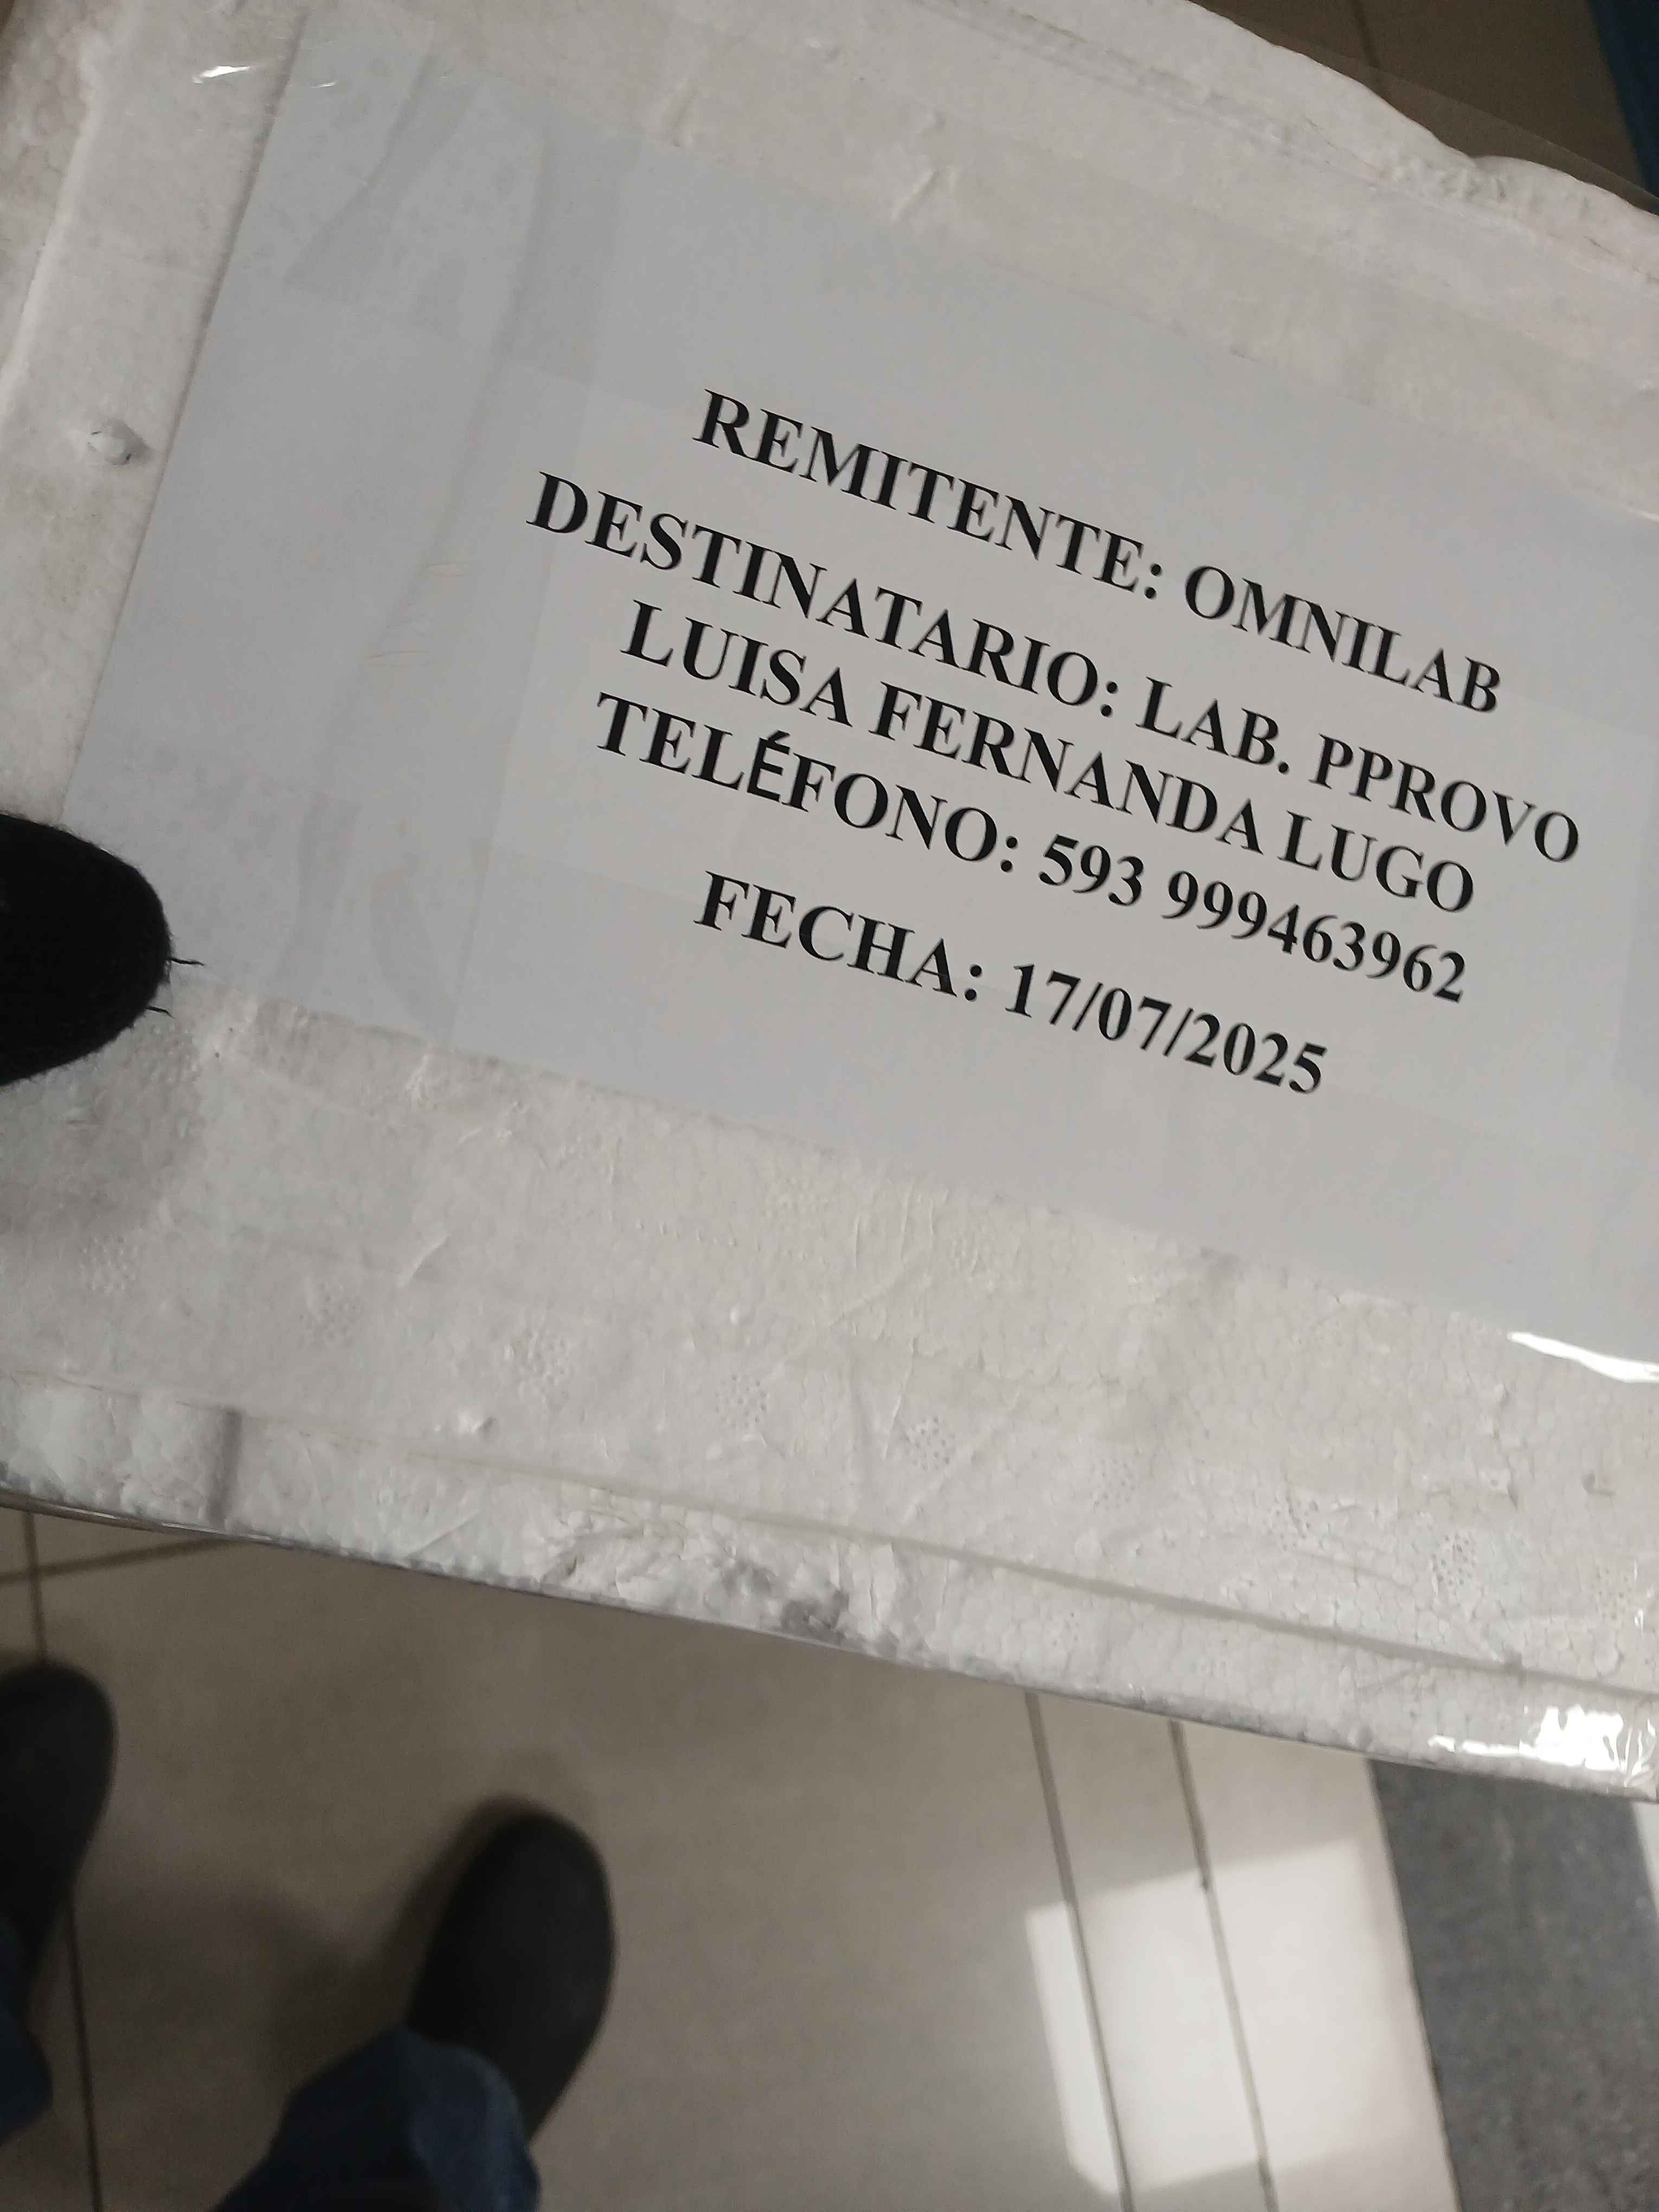 REMITENTE: OMNILAB
DESTINATARIO: LAB. PPROVO
LUISA FERNANDA LUGO
TELÉFONO: 593 999463962
FECHA: 17/07/2025